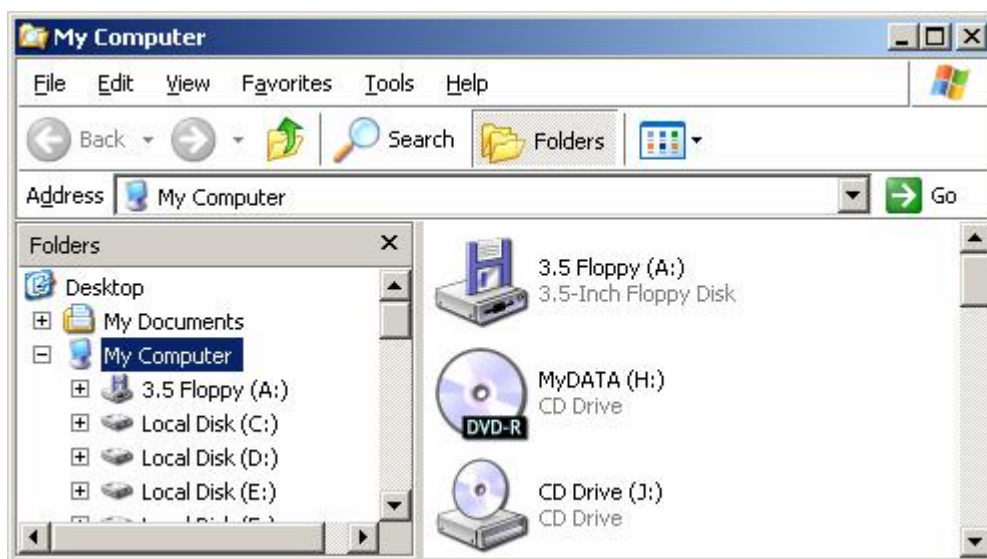 My Computer
File Edit View Favorites Tools Help
Back Search Folders
Address My Computer Go
Folders
Desktop
My Documents
My Computer
3.5 Floppy (A:)
Local Disk (C:)
Local Disk (D:)
Local Disk (E:)
3.5 Floppy (A:)
3.5-Inch Floppy Disk
MyDATA (H:)
CD Drive
DVD-R
CD Drive (J:)
CD Drive